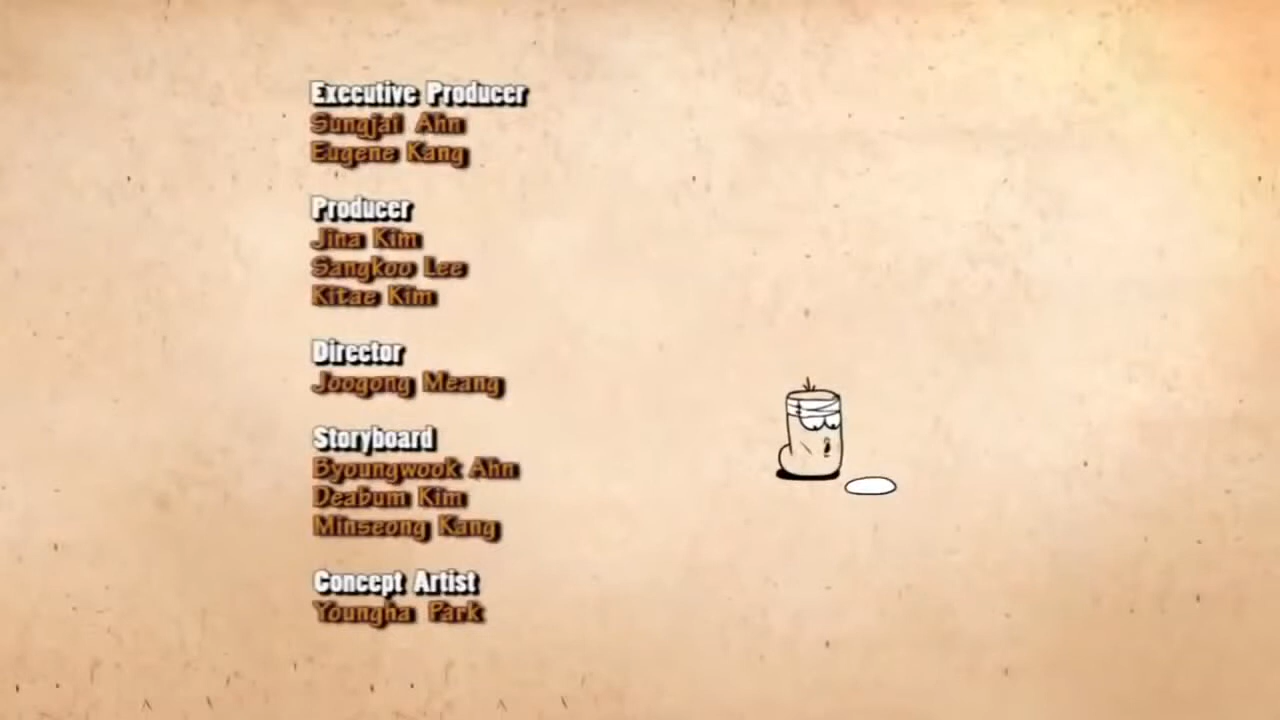 Executive Producer
Sungjai Ahn
Eugene Kang
Producer
Jina Kim
Sangkoo Lee
Kitae Kim
Director
Joogong Meang
Storyboard
Byoungwook Ahn
Deabum Kim
Minseong Kang
Concept Artist
Youngha Park